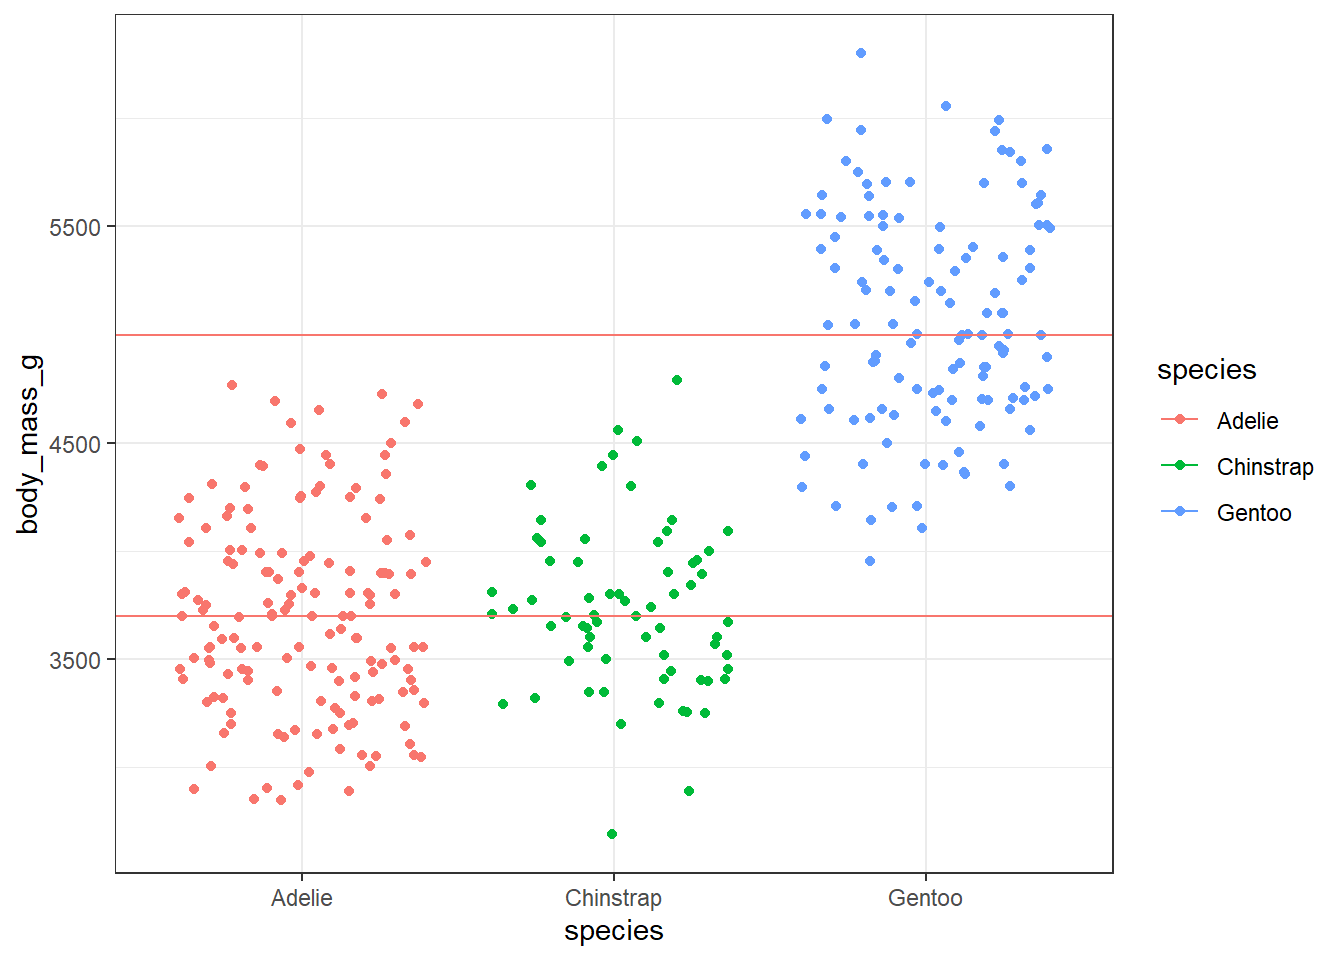 body_mass_g
5500
4500
3500
Adelie
Chinstrap
Gentoo
species
species
Adelie
Chinstrap
Gentoo